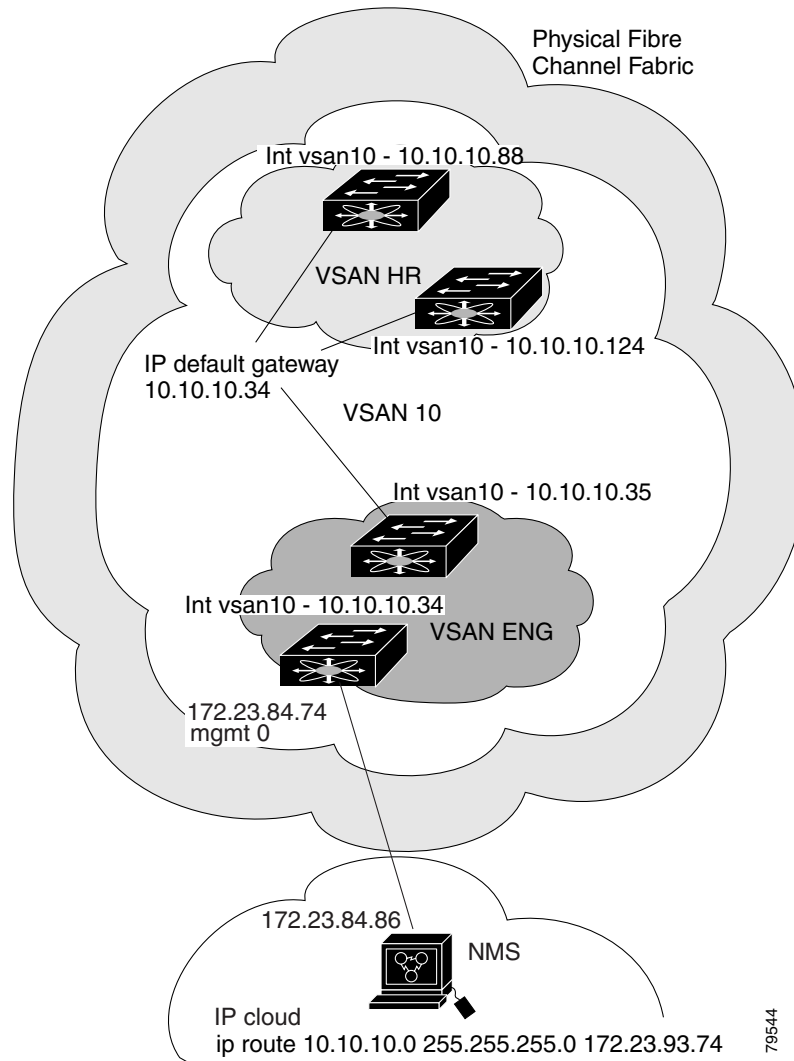 Physical Fibre
Channel Fabric
Int vsan10 - 10.10.10.88
VSAN HR
Int vsan10 - 10.10.10.124
IP default gateway
10.10.10.34
VSAN 10
Int vsan10 - 10.10.10.35
Int vsan10 - 10.10.10.34
VSAN ENG
172.23.84.74
mgmt 0
172.23.84.86
NMS
IP cloud
ip route 10.10.10.0 255.255.255.0 172.23.93.74
79544